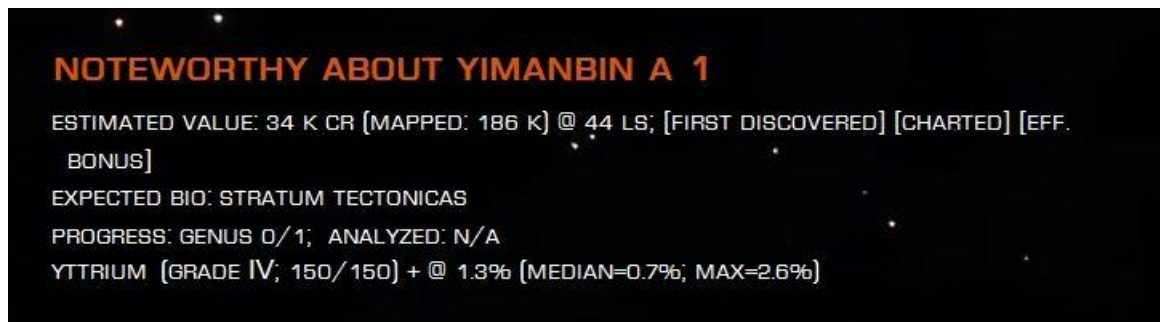 NOTEWORTHY ABOUT YIMANBIN A 1
ESTIMATED VALUE: 34 K CR (MAPPED: 186 K) @ 44 LS; [FIRST DISCOVERED] [CHARTED] [EFF.
BONUS]
EXPECTED BIO: STRATUM TECTONICAS
PROGRESS: GENUS 0/1; ANALYZED: N/A
YTTRIUM (GRADE IV; 150/150) + @ 1.3% (MEDIAN=0.7%; MAX=2.6%)